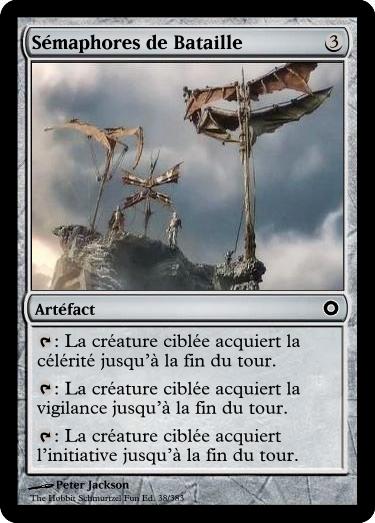 Sémaphores de Bataille 3
Artéfact
: La créature ciblée acquiert la
célérité jusqu'à la fin du tour.
: La créature ciblée acquiert la
vigilance jusqu'à la fin du tour.
: La créature ciblée acquiert
l'initiative jusqu'à la fin du tour.
Peter Jackson
The Hobbit Schmurtzel Fun Ed. 38/383